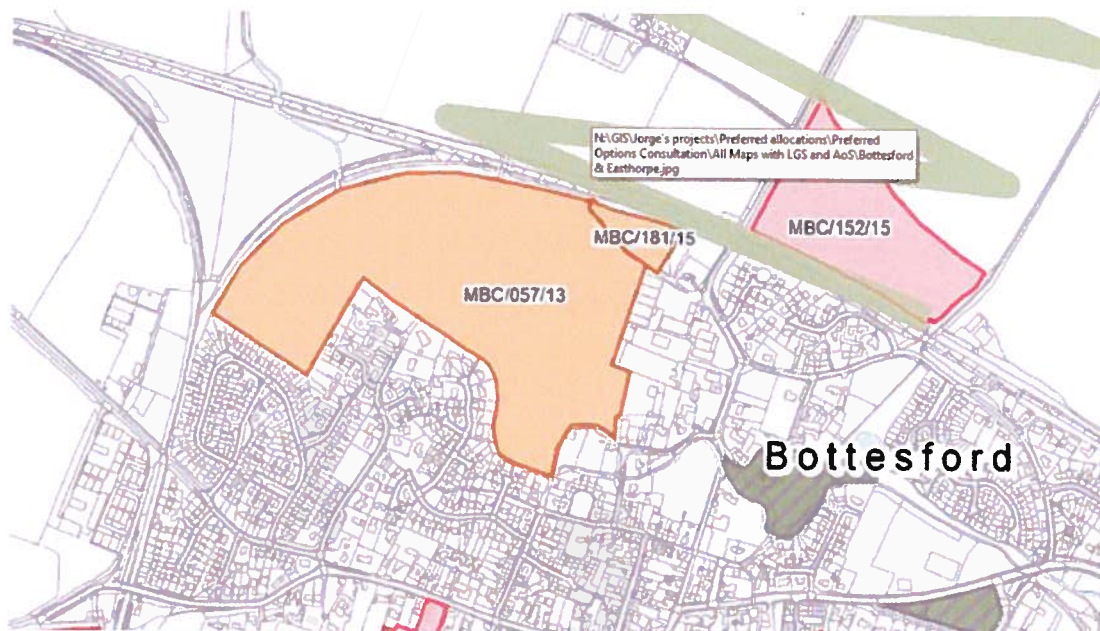 N:\GIS\Jorge's projects\Preferred allocations\Preferred
Options Consultation\All Maps with LGS and AoS\Bottesford
& Easthorpe.jpg
MBC/152/15
MBC/181/15
MBC/057/13
Bottesford